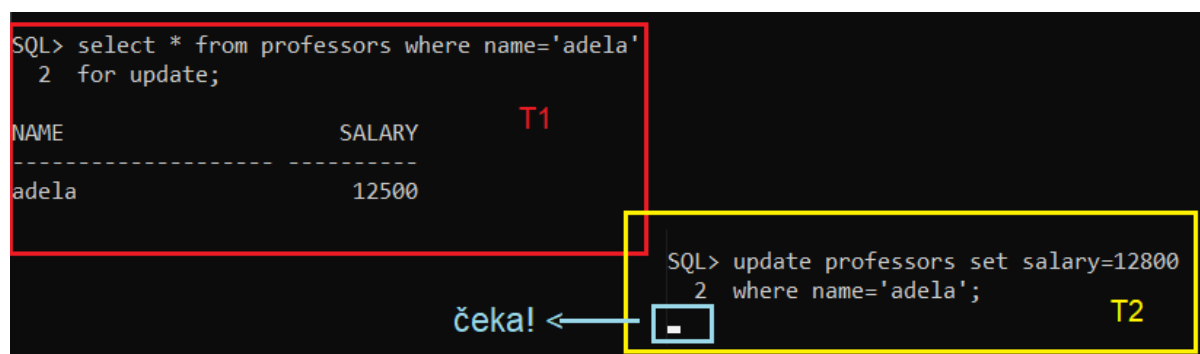 SQL> select * from professors where name='adela'
  2  for update;
T1
NAME                     SALARY
-------------------- ----------
adela                     12500
SQL> update professors set salary=12800
  2  where name='adela';
T2
čeka! <